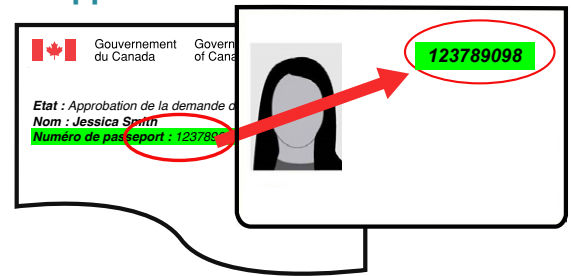 Gouvernement du Canada
Govern
of Cana
Etat : Approbation de la demande d
Nom : Jessica Smith
Numéro de passeport : 123789
123789098